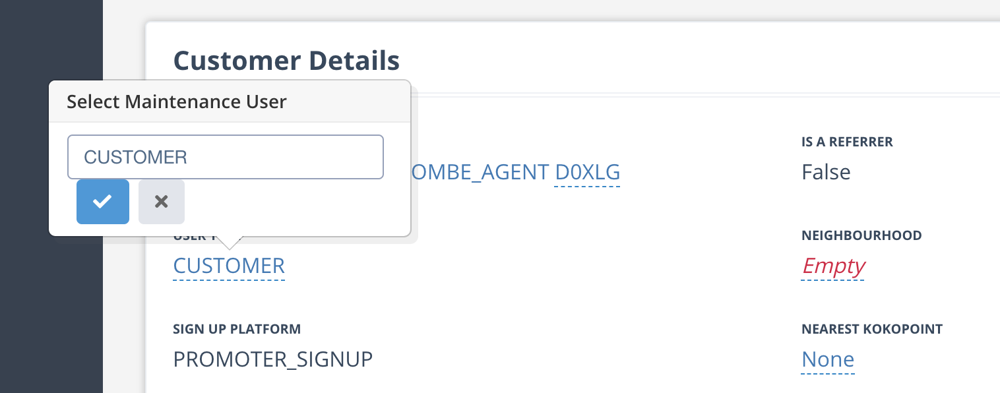 Customer Details
Select Maintenance User
CUSTOMER
IS A REFERRER
OMBE_AGENT D0XLG
False
USER
NEIGHBOURHOOD
CUSTOMER
Empty
SIGN UP PLATFORM
NEAREST KOKOPOINT
PROMOTER_SIGNUP
None